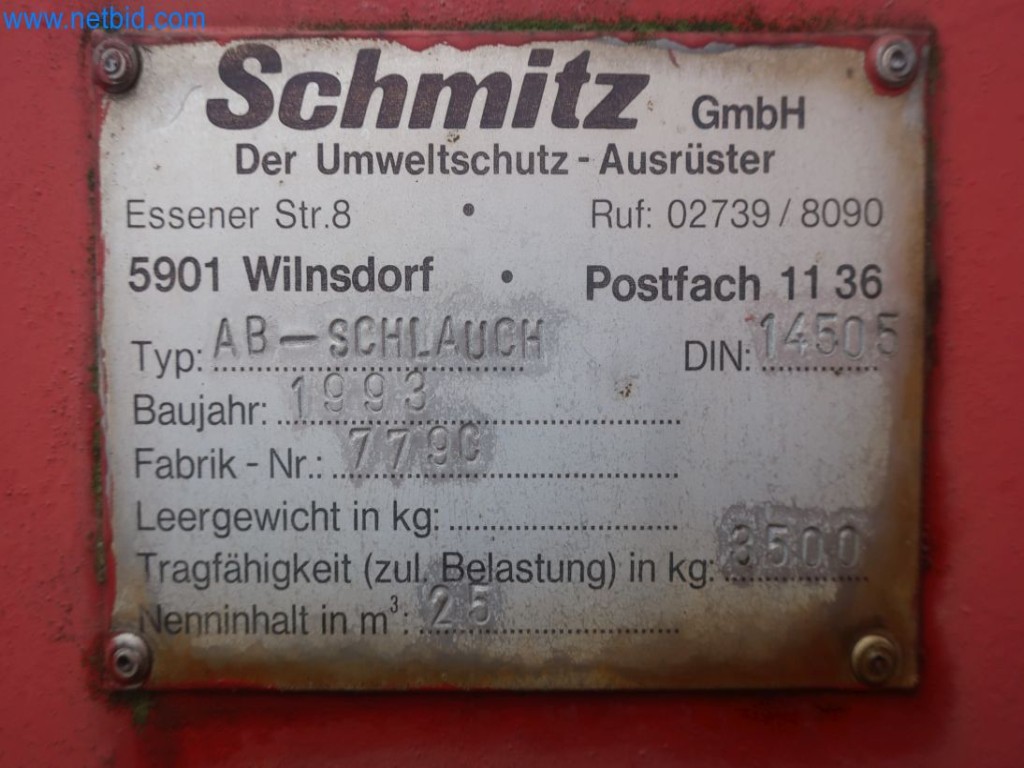 www.netbid.com
Schmitz GmbH
Der Umweltschutz - Ausrüster
Essener Str.8 • Ruf: 02739 / 8090
5901 Wilnsdorf • Postfach 11 36
Typ: AB-SCHLAUCH DIN: 14505
Baujahr: 1993
Fabrik - Nr.: 779C
Leergewicht in kg:
Tragfähigkeit (zul. Belastung) in kg: 3500
Nenninhalt in m³: 25